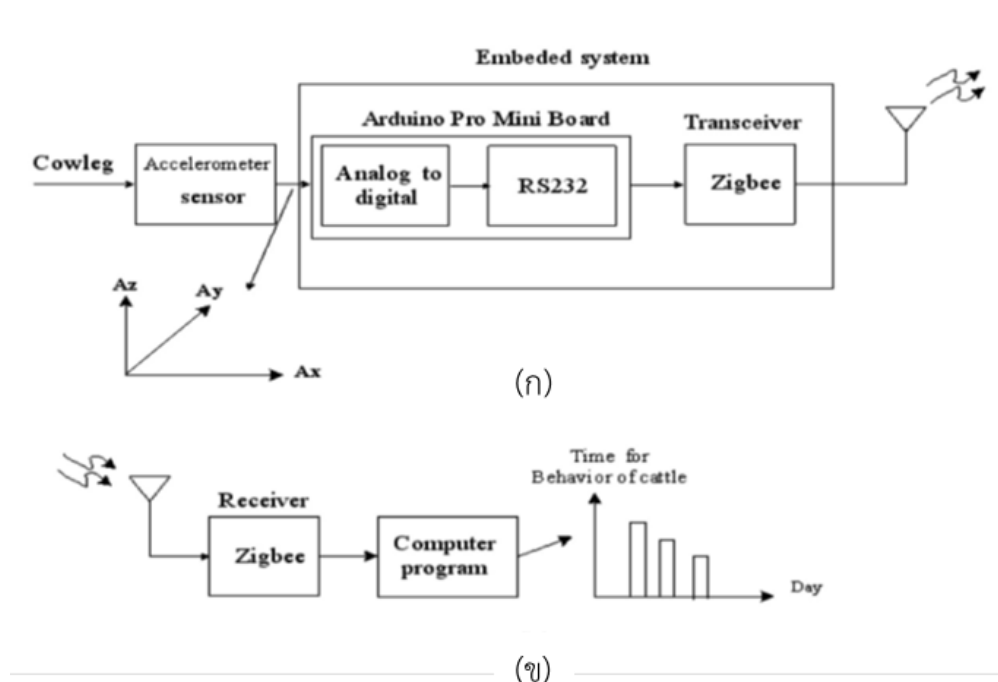 Embeded system
Arduino Pro Mini Board
Transceiver
Cowleg
Accelerometer
sensor
Analog to
digital
RS232
Zigbee
Az
Ay
Ax
(ก)
Time for
Behavior of cattle
Receiver
Zigbee
Computer
program
Day
(ข)